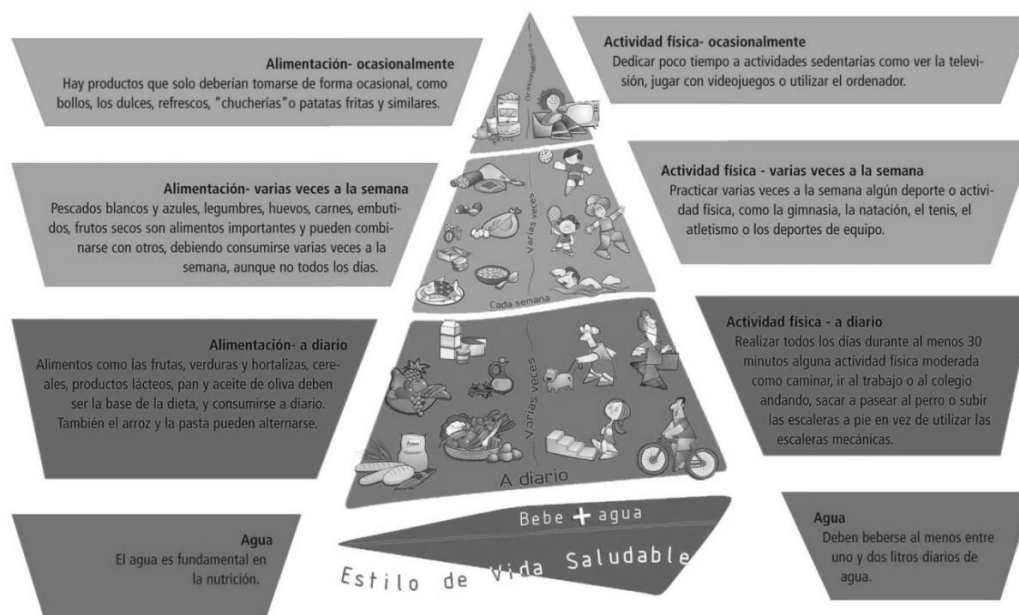 Alimentación- ocasionalmente
Hay productos que solo deberían tomarse de forma ocasional, como
bollos, los dulces, refrescos, "chucherías" o patatas fritas y similares.
Ocasionalmente
Actividad física- ocasionalmente
Dedicar poco tiempo a actividades sedentarias como ver la televi-
sión, jugar con videojuegos o utilizar el ordenador.
Alimentación- varias veces a la semana
Pescados blancos y azules, legumbres, huevos, carnes, embuti-
dos, frutos secos son alimentos importantes y pueden combi-
narse con otros, debiendo consumirse varias veces a la
semana, aunque no todos los días.
Varias veces
Cada semana
Actividad física - varias veces a la semana
Practicar varias veces a la semana algún deporte o activi-
dad física, como la gimnasia, la natación, el tenis, el
atletismo o los deportes de equipo.
Alimentación- a diario
Alimentos como las frutas, verduras y hortalizas, cere-
ales, productos lácteos, pan y aceite de oliva deben
ser la base de la dieta, y consumirse a diario.
También el arroz y la pasta pueden alternarse.
Varias veces
A diario
Actividad física - a diario
Realizar todos los días durante al menos 30
minutos alguna actividad física moderada
como caminar, ir al trabajo o al colegio
andando, sacar a pasear al perro o subir
las escaleras a pie en vez de utilizar las
escaleras mecánicas.
Agua
El agua es fundamental en
la nutrición.
Bebe + agua
Estilo de Vida Saludable
Agua
Deben beberse al menos entre
uno y dos litros diarios de
agua.